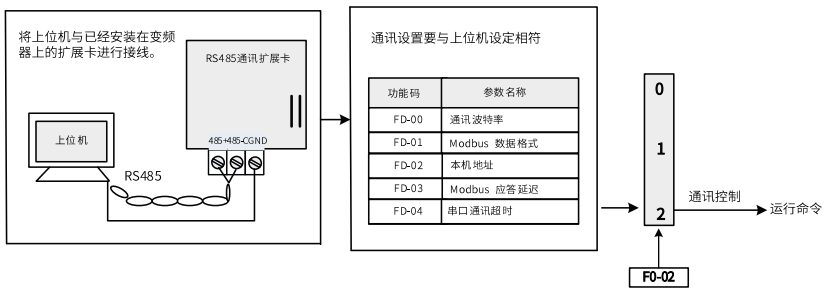 将上位机与已经安装在变频
器上的扩展卡进行接线。
RS485通讯扩展卡
485+485-CGND
上位机
RS485
通讯设置要与上位机设定相符
功能码 参数名称
FD-00 通讯波特率
FD-01 Modbus 数据格式
FD-02 本机地址
FD-03 Modbus 应答延迟
FD-04 串口通讯超时
0
1
2
通讯控制
运行命令
F0-02